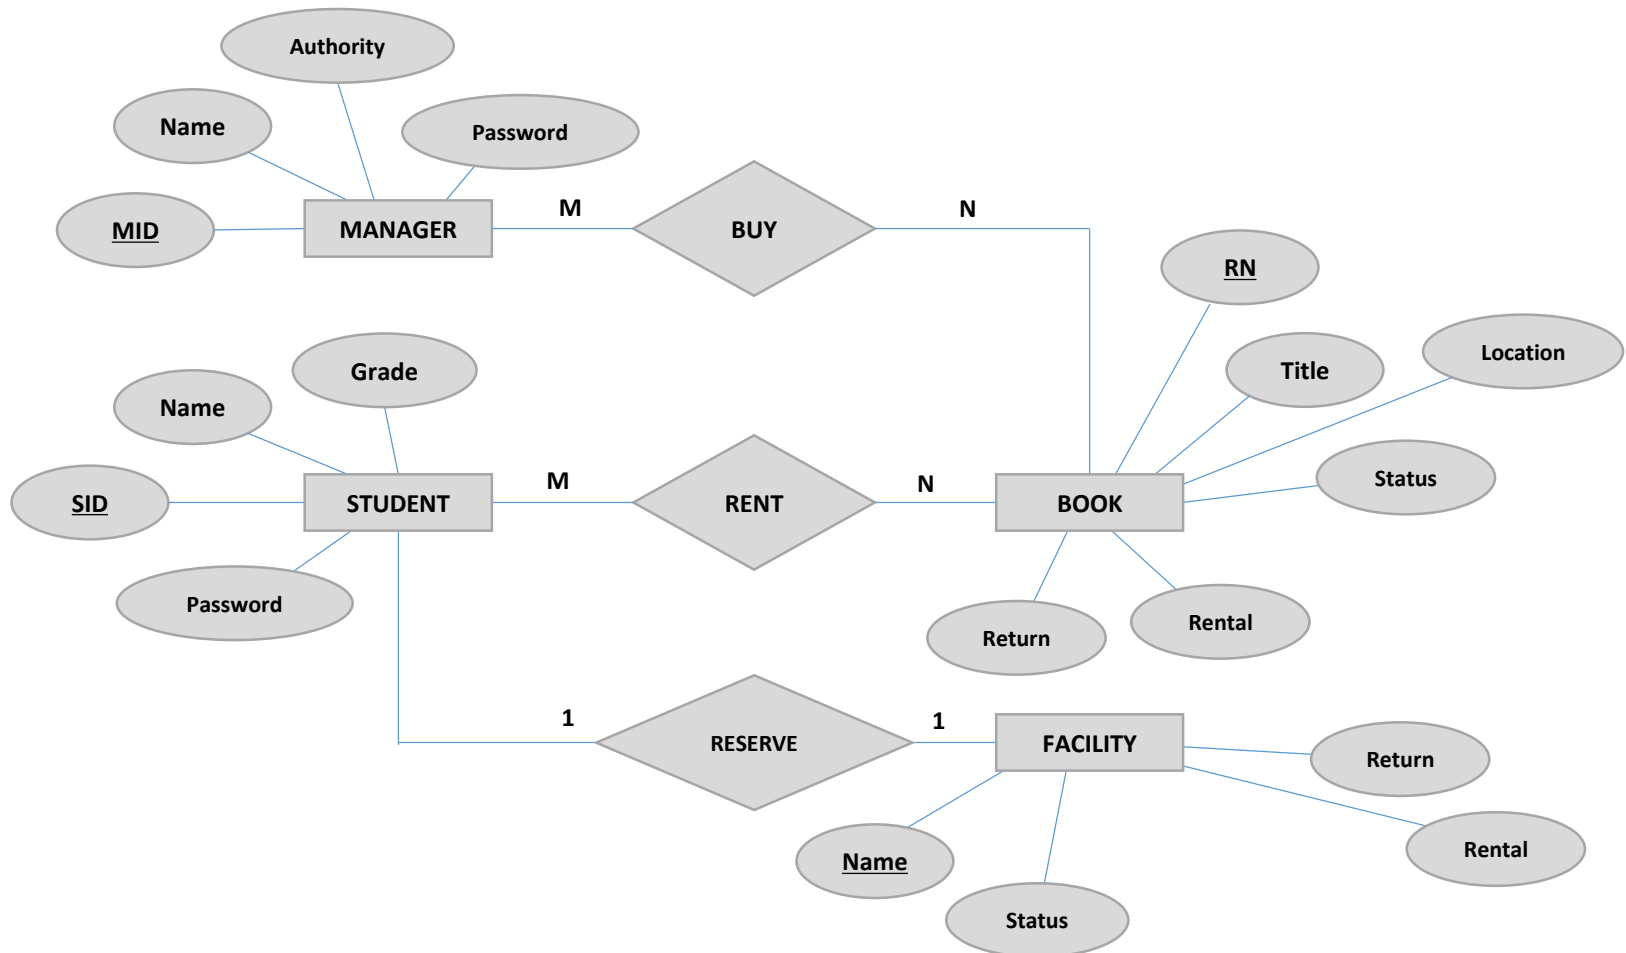 Authority
Name
Password
MID
MANAGER
M
BUY
N
RN
Location
Title
Grade
Name
Status
SID
STUDENT
M
RENT
N
BOOK
Password
Return
Rental
1
RESERVE
1
FACILITY
Return
Rental
Name
Status